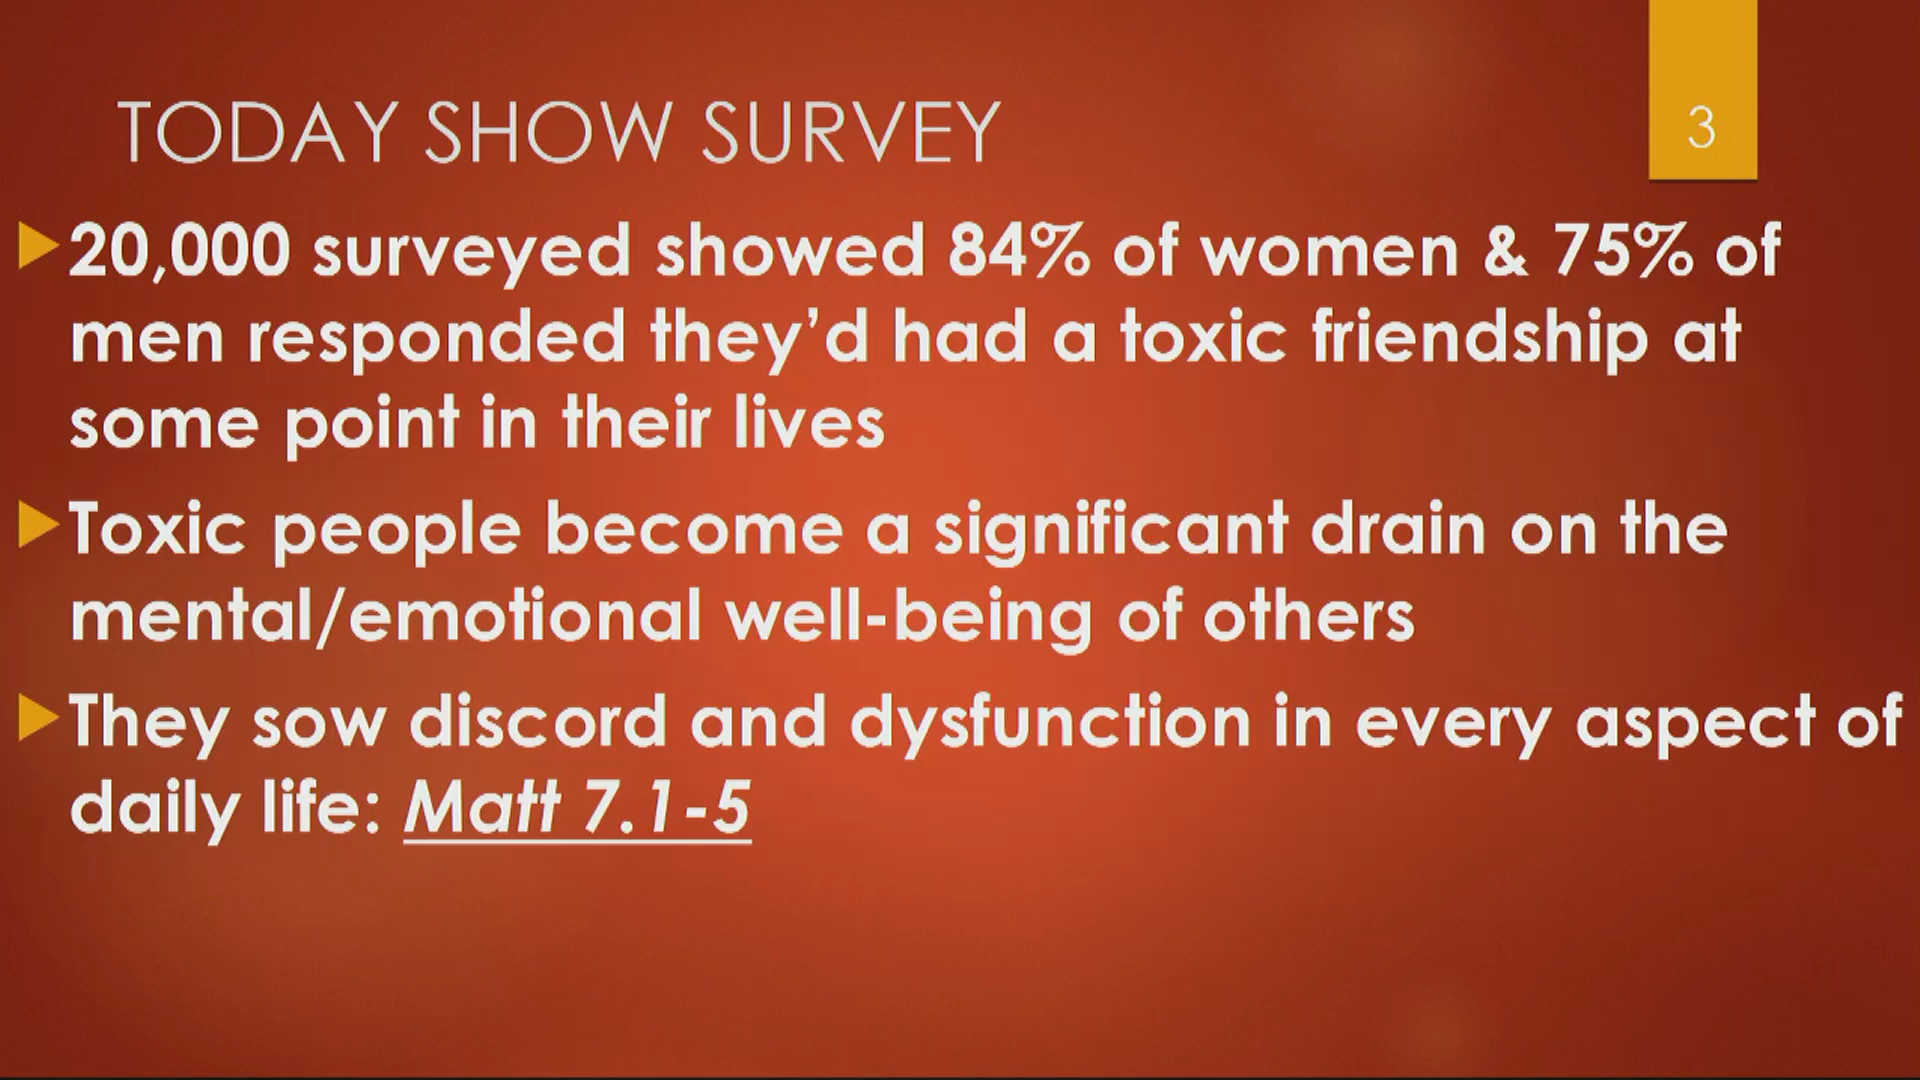 TODAY SHOW SURVEY
3
20,000 surveyed showed 84% of women & 75% of
men responded they’d had a toxic friendship at
some point in their lives
Toxic people become a significant drain on the
mental/emotional well-being of others
They sow discord and dysfunction in every aspect of
daily life: Matt 7.1-5